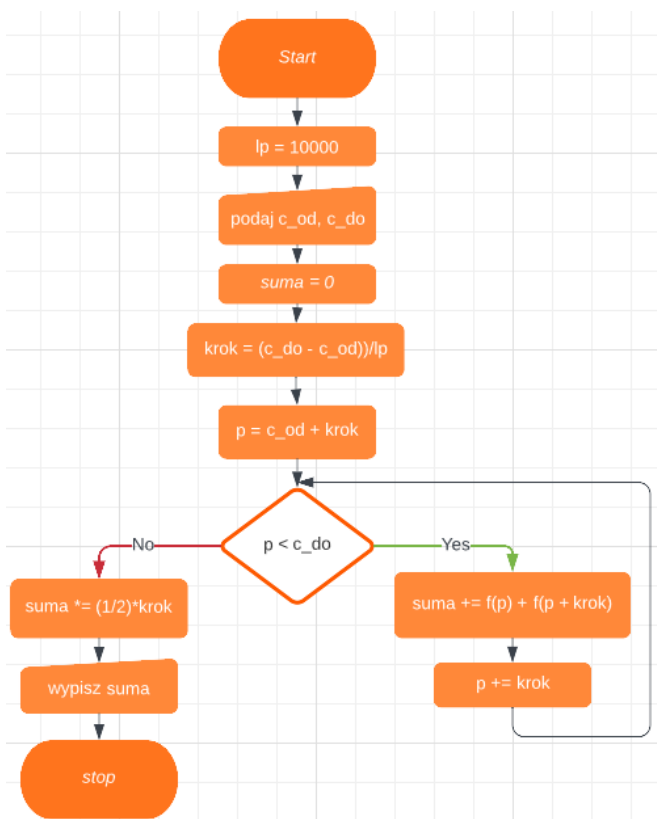 Start
lp = 10000
podaj c_od, c_do
suma = 0
krok = (c_do - c_od))/lp
p = c_od + krok
p < c_do
No
Yes
suma *= (1/2)*krok
suma += f(p) + f(p + krok)
wypisz suma
p += krok
stop